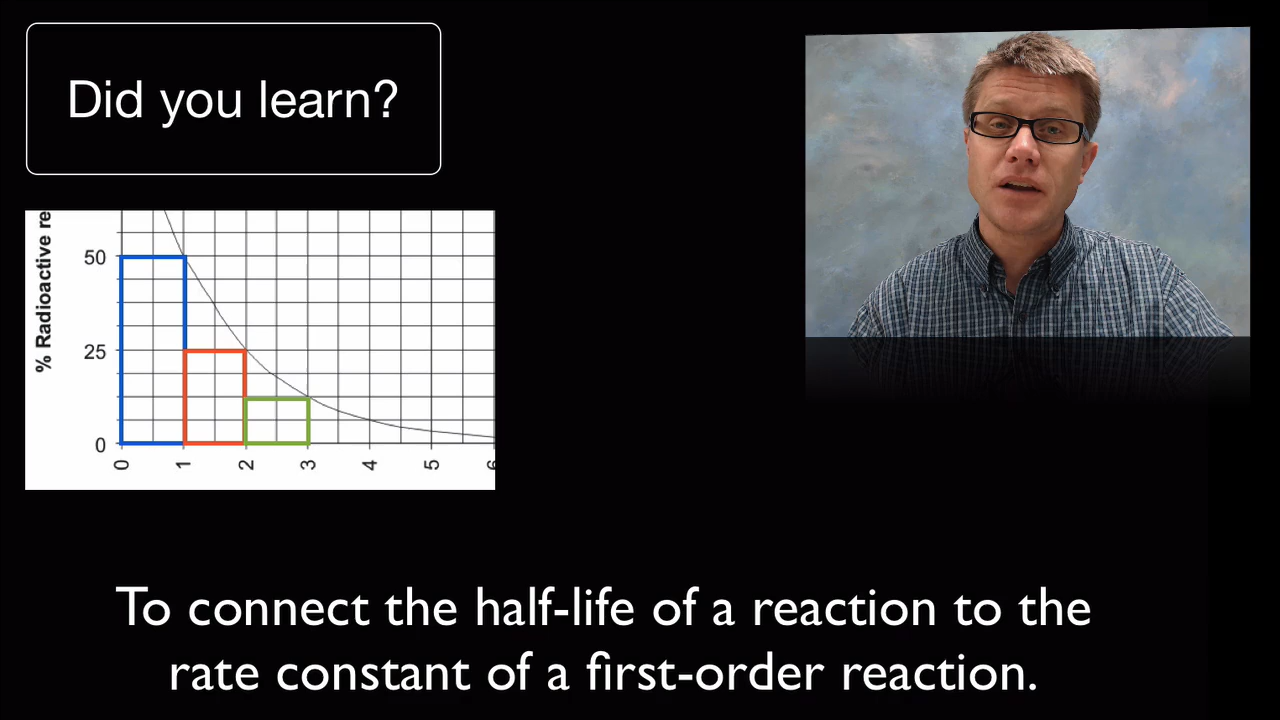 Did you learn?
% Radioactive re
50
25
0
0 1 2 3 4 5 6
To connect the half-life of a reaction to the
rate constant of a first-order reaction.